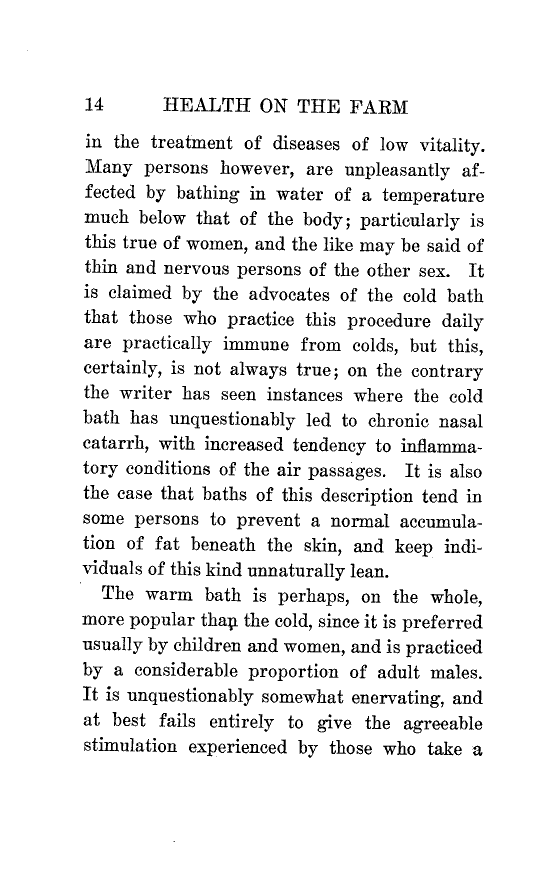 14 HEALTH ON THE FARM
in the treatment of diseases of low vitality.
Many persons however, are unpleasantly af-
fected by bathing in water of a temperature
much below that of the body; particularly is
this true of women, and the like may be said of
thin and nervous persons of the other sex. It
is claimed by the advocates of the cold bath
that those who practice this procedure daily
are practically immune from colds, but this,
certainly, is not always true; on the contrary
the writer has seen instances where the cold
bath has unquestionably led to chronic nasal
catarrh, with increased tendency to inflamma-
tory conditions of the air passages. It is also
the case that baths of this description tend in
some persons to prevent a normal accumula-
tion of fat beneath the skin, and keep indi-
viduals of this kind unnaturally lean.
The warm bath is perhaps, on the whole,
more popular than the cold, since it is preferred
usually by children and women, and is practiced
by a considerable proportion of adult males.
It is unquestionably somewhat enervating, and
at best fails entirely to give the agreeable
stimulation experienced by those who take a